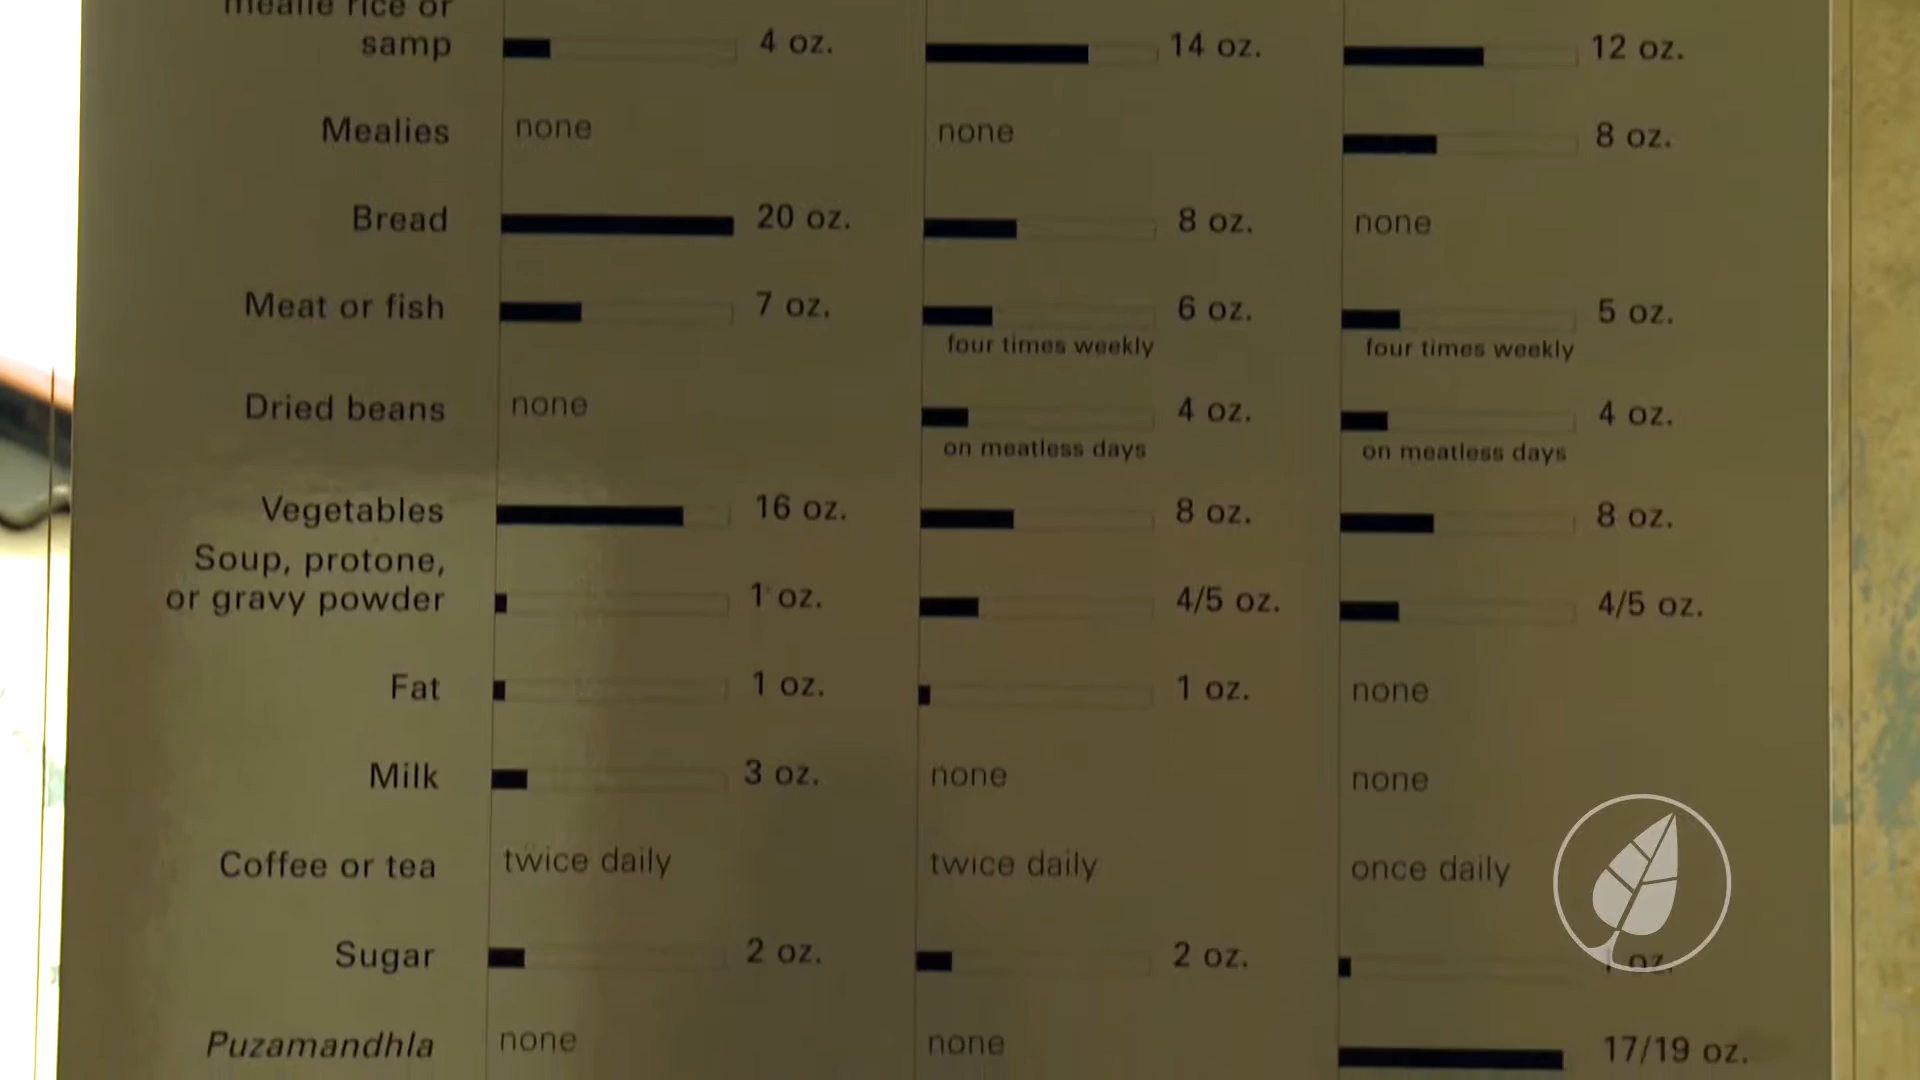 mealie rice or
samp 4 oz. 14 oz. 12 oz.
Mealies none none 8 oz.
Bread 20 oz. 8 oz. none
Meat or fish 7 oz. 6 oz. 5 oz.
four times weekly four times weekly
Dried beans none 4 oz. 4 oz.
on meatless days on meatless days
Vegetables 16 oz. 8 oz. 8 oz.
Soup, protone,
or gravy powder 1 oz. 4/5 oz. 4/5 oz.
Fat 1 oz. 1 oz. none
Milk 3 oz. none none
Coffee or tea twice daily twice daily once daily
Sugar 2 oz. 2 oz. 1 oz.
Puzamandhla none none 17/19 oz.